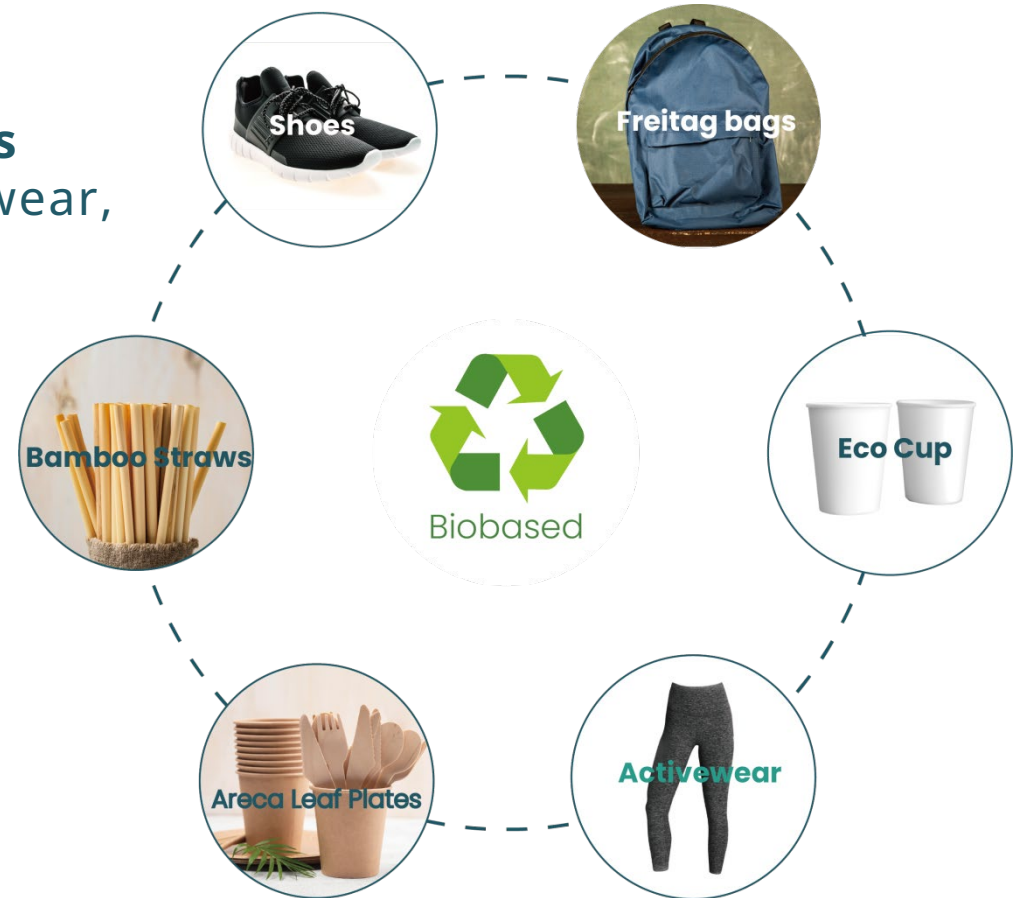 s
wear,
Shoes
Freitag bags
Bamboo Straws
Eco Cup
Biobased
Areca Leaf Plates
Activewear